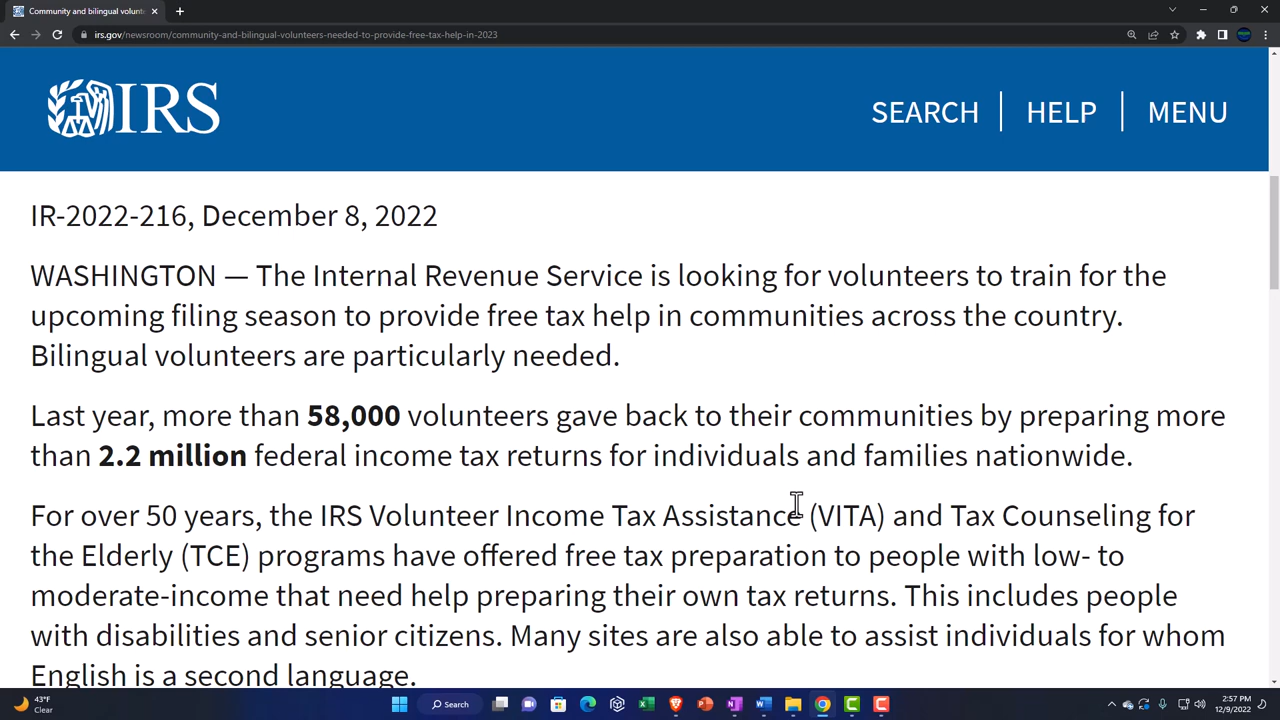 Community and bilingual volunt
irs.gov/newsroom/community-and-bilingual-volunteers-needed-to-provide-free-tax-help-in-2023
IRS
SEARCH
HELP
MENU
IR-2022-216, December 8, 2022
WASHINGTON — The Internal Revenue Service is looking for volunteers to train for the
upcoming filing season to provide free tax help in communities across the country.
Bilingual volunteers are particularly needed.
Last year, more than 58,000 volunteers gave back to their communities by preparing more
than 2.2 million federal income tax returns for individuals and families nationwide.
For over 50 years, the IRS Volunteer Income Tax Assistance (VITA) and Tax Counseling for
the Elderly (TCE) programs have offered free tax preparation to people with low- to
moderate-income that need help preparing their own tax returns. This includes people
with disabilities and senior citizens. Many sites are also able to assist individuals for whom
English is a second language.
43°F
Clear
Search
2:57 PM
12/9/2022